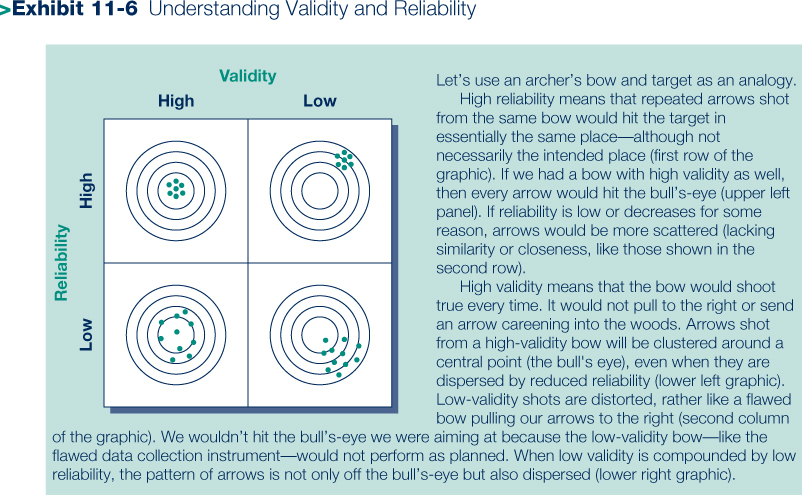 >Exhibit 11-6 Understanding Validity and Reliability
Validity
High Low
High
Reliability
Low
Let's use an archer's bow and target as an analogy.
High reliability means that repeated arrows shot
from the same bow would hit the target in
essentially the same place—although not
necessarily the intended place (first row of the
graphic). If we had a bow with high validity as well,
then every arrow would hit the bull's-eye (upper left
panel). If reliability is low or decreases for some
reason, arrows would be more scattered (lacking
similarity or closeness, like those shown in the
second row).
High validity means that the bow would shoot
true every time. It would not pull to the right or send
an arrow careening into the woods. Arrows shot
from a high-validity bow will be clustered around a
central point (the bull's eye), even when they are
dispersed by reduced reliability (lower left graphic).
Low-validity shots are distorted, rather like a flawed
bow pulling our arrows to the right (second column
of the graphic). We wouldn't hit the bull's-eye we were aiming at because the low-validity bow—like the
flawed data collection instrument—would not perform as planned. When low validity is compounded by low
reliability, the pattern of arrows is not only off the bull's-eye but also dispersed (lower right graphic).